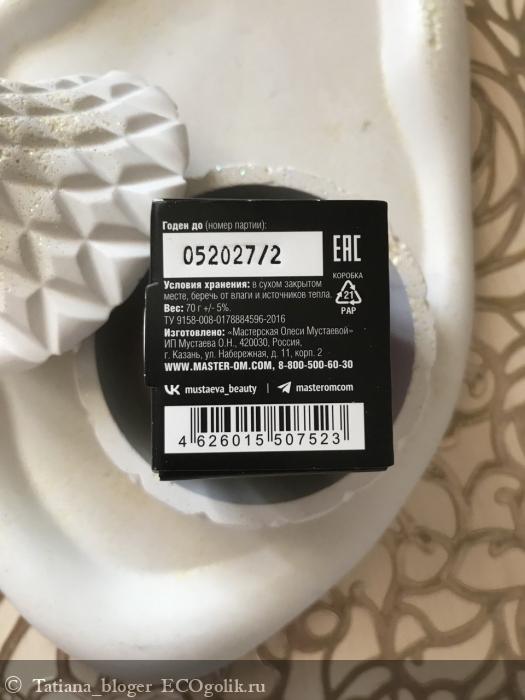 Годен до (номер партии):
052027/2
EAC
Условия хранения: в сухом закрытом
месте, беречь от влаги и источников тепла.
Вес: 70 г +/- 5%.
ТУ 9158-008-0178884596-2016
Изготовлено: «Мастерская Олеси Мустаевой»
ИП Мустаева О.Н., 420030, Россия,
г. Казань, ул. Набережная, д. 11, корп. 2
WWW.MASTER-OM.COM, 8-800-500-60-30
КОРОБКА
21
PAP
mustaeva_beauty | masteromcom
4 626015 507523
© Tatiana_bloger ECOgolik.ru